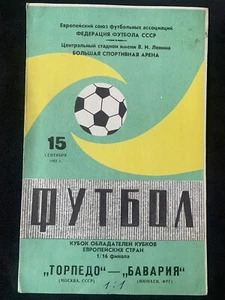 Европейский союз футбольных ассоциаций
ФЕДЕРАЦИЯ ФУТБОЛА СССР
Центральный стадион имени В. И. Ленина
БОЛЬШАЯ СПОРТИВНАЯ АРЕНА
15
СЕНТЯБРЯ
ФУТБОЛ
КУБОК ОБЛАДАТЕЛЕЙ КУБКОВ
ЕВРОПЕЙСКИХ СТРАН
1/16 финала
„ТОРПЕДО" — „БАВАРИЯ"
(МОСКВА, СССР) (МЮНХЕН, ФРГ)
1:1